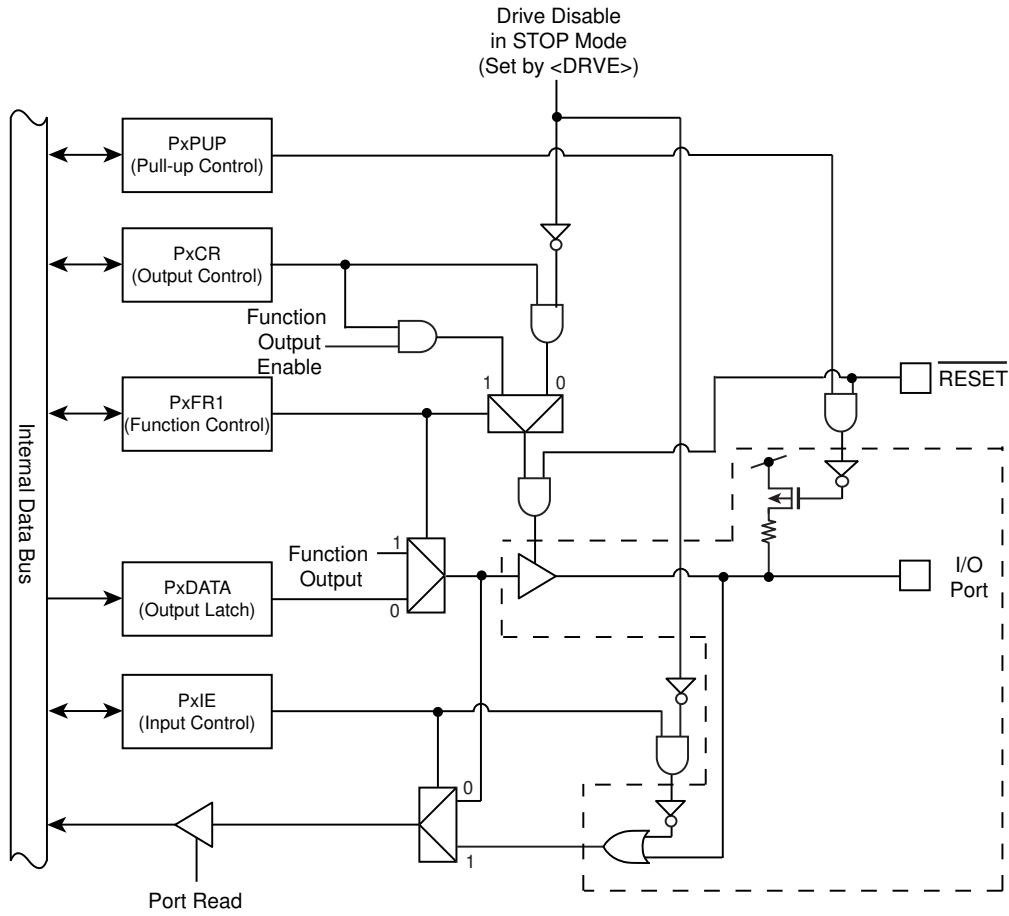 Drive Disable
in STOP Mode
(Set by <DRVE>)
PxPUP
(Pull-up Control)
PxCR
(Output Control)
Function
Output
Enable
1
0
RESET
PxFR1
(Function Control)
Internal Data Bus
Function
Output
1
0
I/O
Port
PxDATA
(Output Latch)
PxIE
(Input Control)
0
1
Port Read